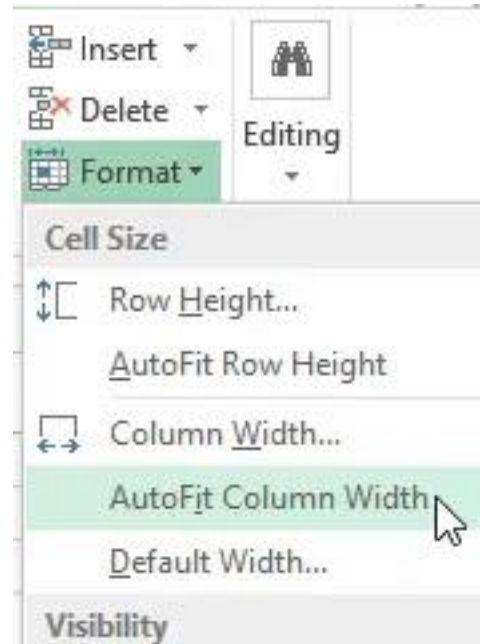 Insert
Delete
Format
Editing
Cell Size
Row Height...
AutoFit Row Height
Column Width...
AutoFit Column Width
Default Width...
Visibility